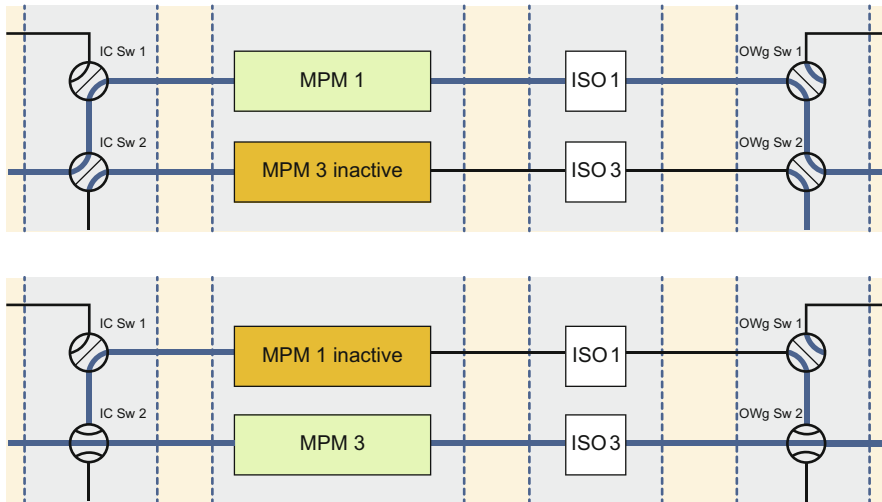 IC Sw 1
MPM 1
ISO 1
OWg Sw 1
IC Sw 2
MPM 3 inactive
ISO 3
OWg Sw 2
IC Sw 1
MPM 1 inactive
ISO 1
OWg Sw 1
IC Sw 2
MPM 3
ISO 3
OWg Sw 2